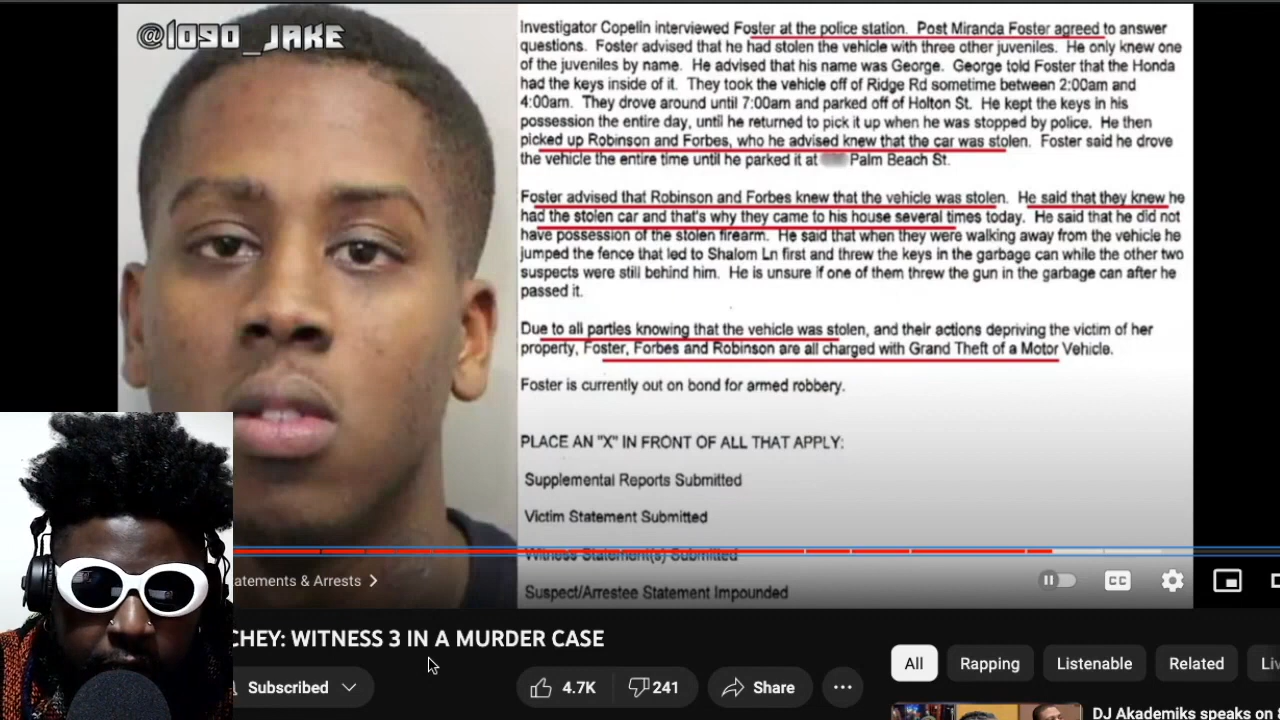 @1090_JAKE
Investigator Copelin interviewed Foster at the police station. Post Miranda Foster agreed to answer
questions. Foster advised that he had stolen the vehicle with three other juveniles. He only knew one
of the juveniles by name. He advised that his name was George. George told Foster that the Honda
had the keys inside of it. They took the vehicle off of Ridge Rd sometime between 2:00am and
4:00am. They drove around until 7:00am and parked off of Holton St. He kept the keys in his
possession the entire day, until he returned to pick it up when he was stopped by police. He then
picked up Robinson and Forbes, who he advised knew that the car was stolen. Foster said he drove
the vehicle the entire time until he parked it at Palm Beach St.
Foster advised that Robinson and Forbes knew that the vehicle was stolen. He said that they knew he
had the stolen car and that's why they came to his house several times today. He said that he did not
have possession of the stolen firearm. He said that when they were walking away from the vehicle he
jumped the fence that led to Shalom Ln first and threw the keys in the garbage can while the other two
suspects were still behind him. He is unsure if one of them threw the gun in the garbage can after he
passed it.
Due to all parties knowing that the vehicle was stolen, and their actions depriving the victim of her
property, Foster, Forbes and Robinson are all charged with Grand Theft of a Motor Vehicle.
Foster is currently out on bond for armed robbery.
PLACE AN "X" IN FRONT OF ALL THAT APPLY:
Supplemental Reports Submitted
Victim Statement Submitted
Witness Statement(s) Submitted
Suspect/Arrestee Statement Impounded
atements & Arrests
CC
CHEY: WITNESS 3 IN A MURDER CASE
Subscribed
4.7K
241
Share
All
Rapping
Listenable
Related
Li
DJ Akademiks speaks on